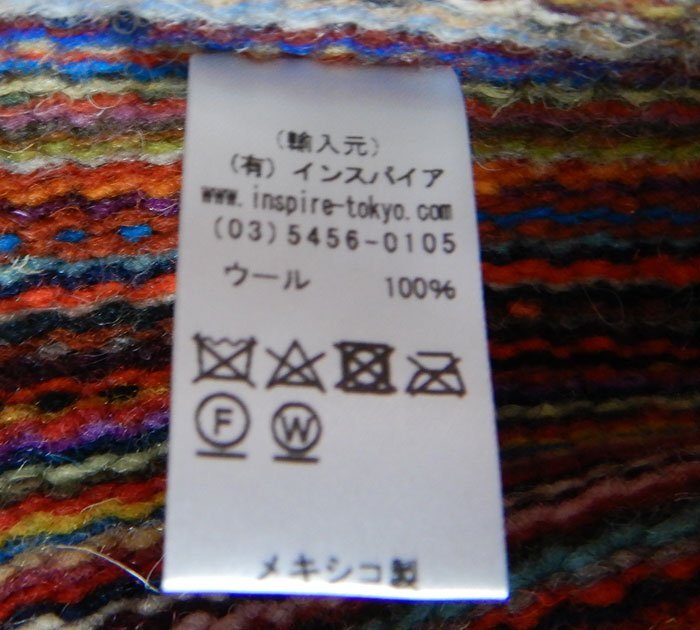 (輸入元)
(有)インスパイア
www.inspire-tokyo.com
(03)5456-0105
ウール 100%
F W
メキシコ製